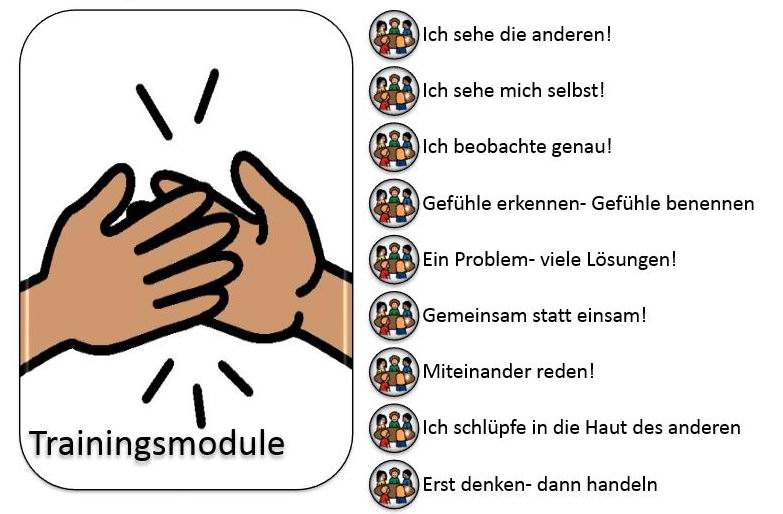 Trainingsmodule
Ich sehe die anderen!
Ich sehe mich selbst!
Ich beobachte genau!
Gefühle erkennen- Gefühle benennen
Ein Problem- viele Lösungen!
Gemeinsam statt einsam!
Miteinander reden!
Ich schlüpfe in die Haut des anderen
Erst denken- dann handeln